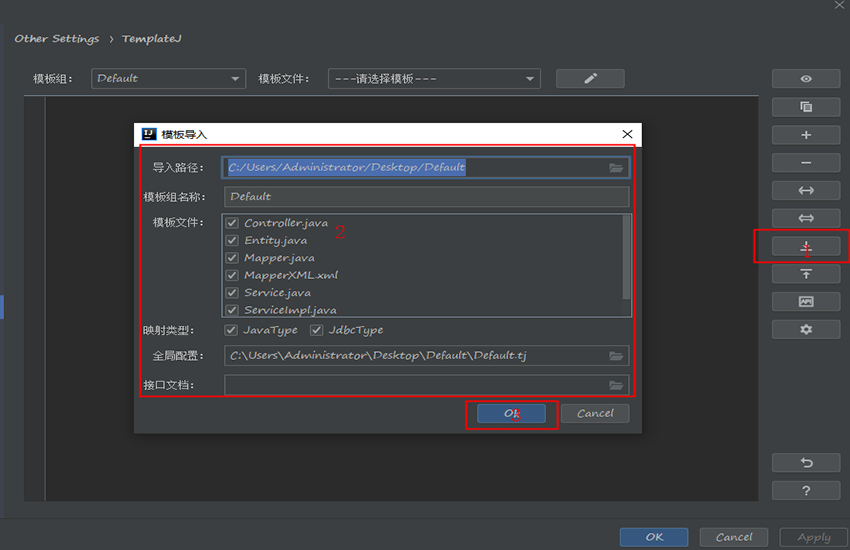 Other Settings › TemplateJ
模板组: Default 模板文件: ---请选择模板---
模板导入
导入路径: C:/Users/Administrator/Desktop/Default
模板组名称: Default
模板文件: Controller.java
2
Entity.java
Mapper.java
MapperXML.xml
Service.java
ServiceImpl.java
映射类型: JavaType JdbcType
全局配置: C:\Users\Administrator\Desktop\Default\Default.tj
接口文档:
OK Cancel
?
OK Cancel Apply